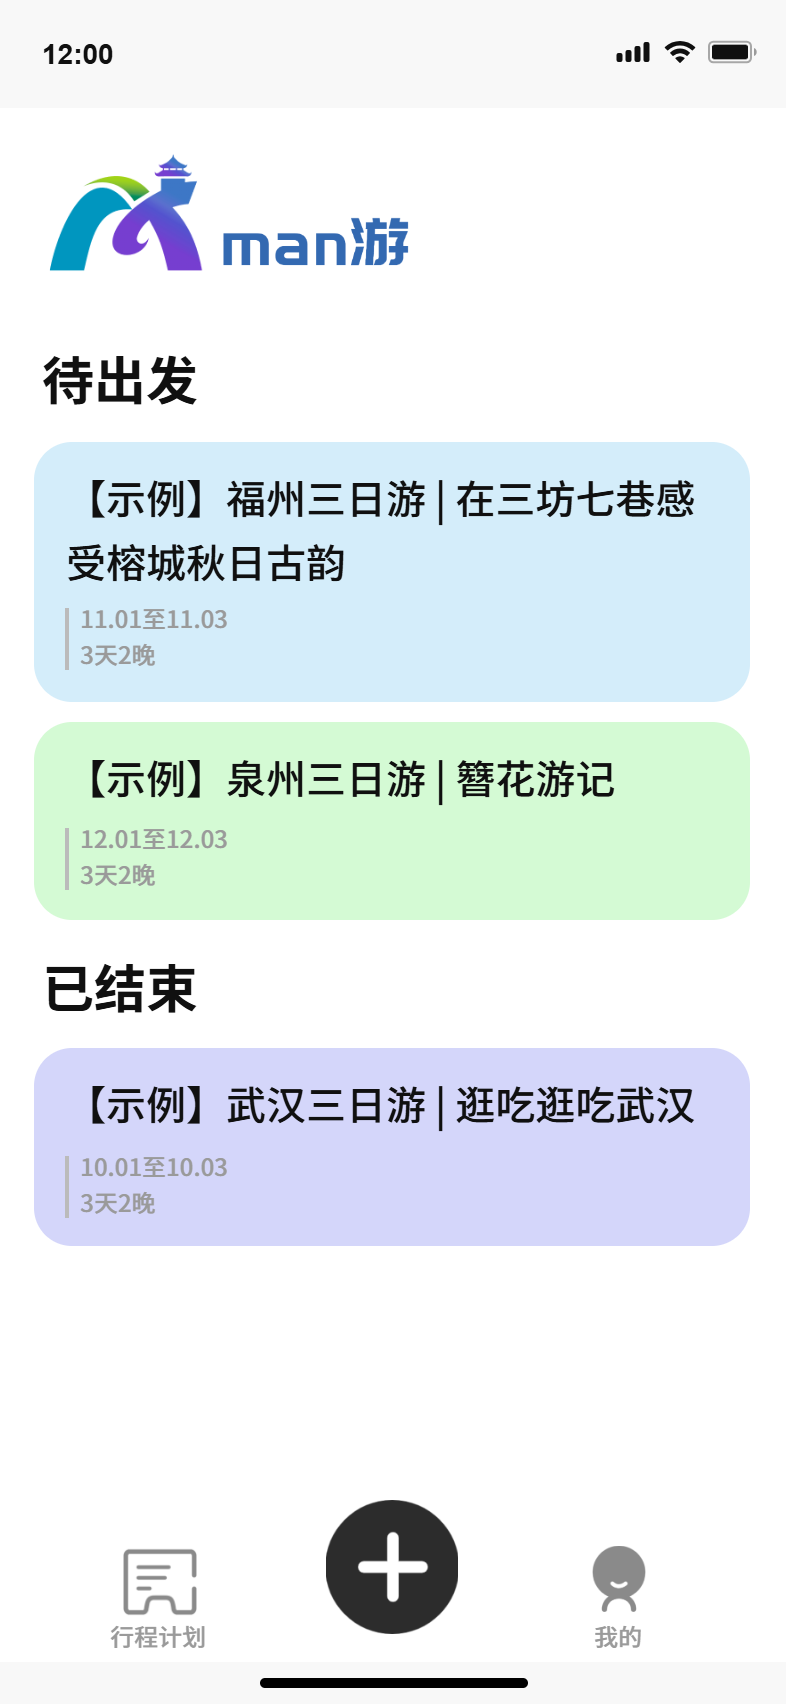 12:00
man游
待出发
【示例】福州三日游 | 在三坊七巷感
受榕城秋日古韵
11.01至11.03
3天2晚
【示例】泉州三日游 | 簪花游记
12.01至12.03
3天2晚
已结束
【示例】武汉三日游 | 逛吃逛吃武汉
10.01至10.03
3天2晚
行程计划
我的